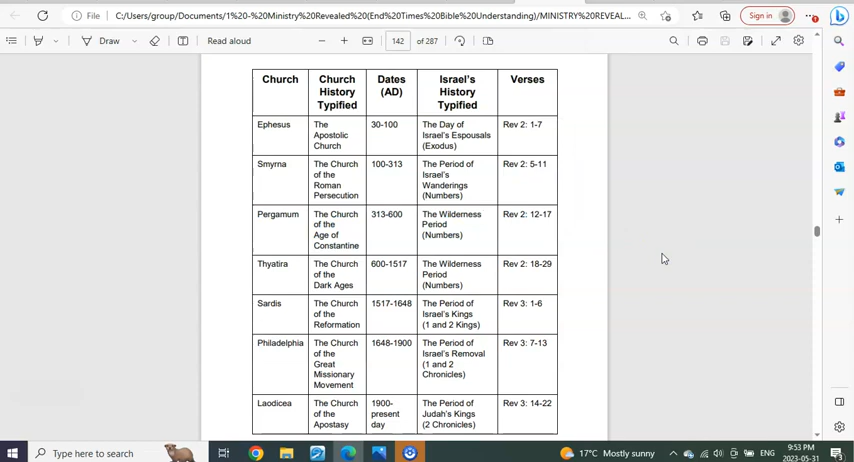 File
C:/Users/group/Documents/1%20-%20Ministry%20Revealed%20(End%20Times%20Bible%20Understanding)/MINISTRY%20REVEAL...
Sign in
Draw
Read aloud
142 of 287
Church
Church History Typified
Dates (AD)
Israel's History Typified
Verses
Ephesus
The Apostolic Church
30-100
The Day of Israel's Espousals (Exodus)
Rev 2: 1-7
Smyrna
The Church of the Roman Persecution
100-313
The Period of Israel's Wanderings (Numbers)
Rev 2: 5-11
Pergamum
The Church of the Age of Constantine
313-600
The Wilderness Period (Numbers)
Rev 2: 12-17
Thyatira
The Church of the Dark Ages
600-1517
The Wilderness Period (Numbers)
Rev 2: 18-29
Sardis
The Church of the Reformation
1517-1648
The Period of Israel's Kings (1 and 2 Kings)
Rev 3: 1-6
Philadelphia
The Church of the Great Missionary Movement
1648-1900
The Period of Israel's Removal (1 and 2 Chronicles)
Rev 3: 7-13
Laodicea
The Church of the Apostasy
1900-present day
The Period of Judah's Kings (2 Chronicles)
Rev 3: 14-22
Type here to search
17°C Mostly sunny
ENG
9:53 PM
2023-05-31